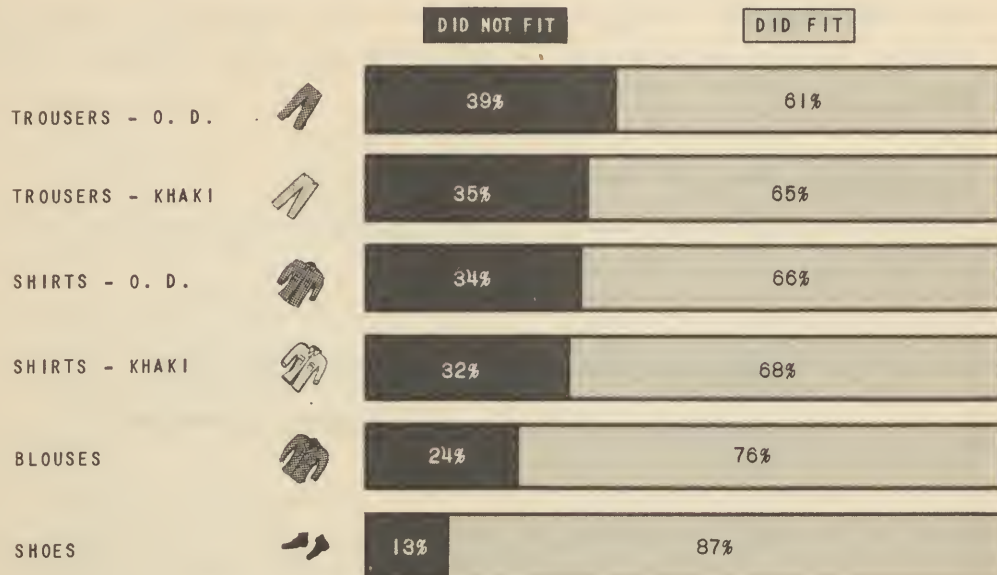 DID NOT FIT DID FIT
TROUSERS - O. D. 39% 61%
TROUSERS - KHAKI 35% 65%
SHIRTS - O. D. 34% 66%
SHIRTS - KHAKI 32% 68%
BLOUSES 24% 76%
SHOES 13% 87%